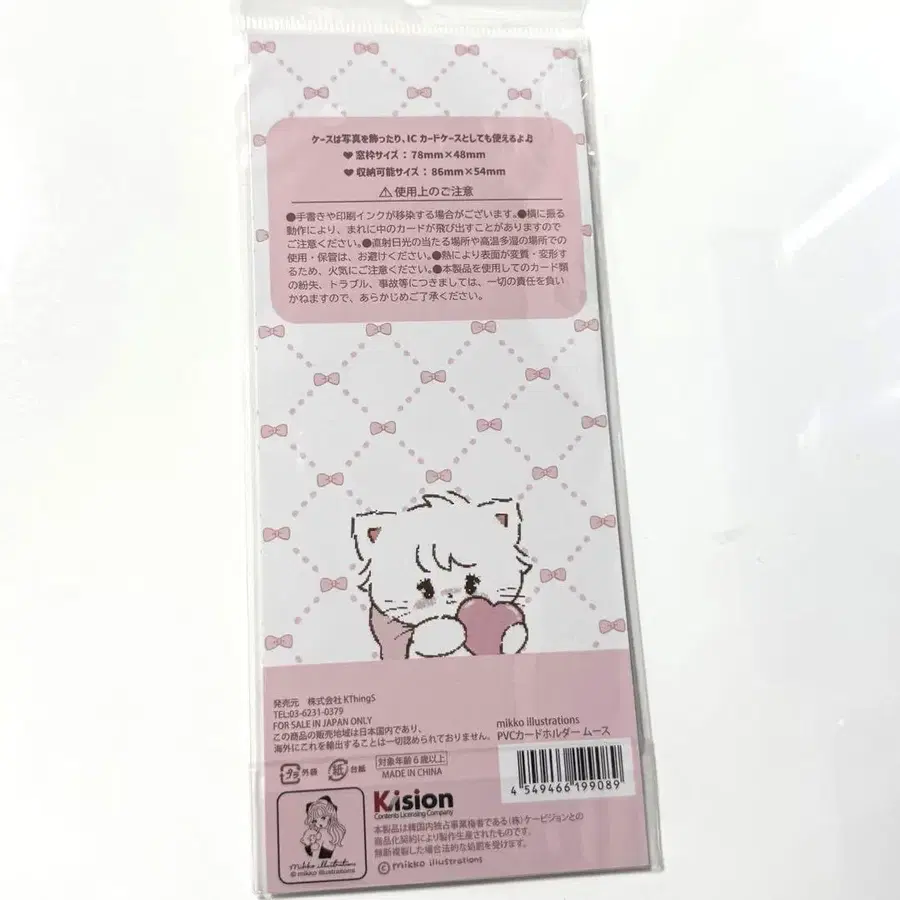 ケースは写真を飾ったり、ICカードケースとしても使えるよ♫
♥ 窓枠サイズ：78mm×48mm
♥ 収納可能サイズ：86mm×54mm
⚠使用上のご注意
●手書きや印刷インクが移染する場合がございます。●横に振る
動作により、まれに中のカードが飛び出すことがありますので
ご注意ください。●直射日光の当たる場所や高温多湿の場所での
使用・保管は、お避けください。●熱により表面が変質・変形す
るため、火気にご注意ください。●本製品を使用してのカード類
の紛失、トラブル、事故等につきましては、一切の責任を負い
かねますので、あらかじめご了承ください。
発売元　株式会社 KThingS
TEL:03-6231-0379
FOR SALE IN JAPAN ONLY
この商品の販売地域は日本国内であり、
海外にこれを輸出することは一切認められておりません。
mikko illustrations
PVCカードホルダー ムース
プラ 外袋
紙 台紙
対象年齢6歳以上
MADE IN CHINA
4 549466 199089
Kvision
Contents Licensing Company
本製品は韓国内独占事業権者である(株)ケービジョンとの
商品化契約により製作生産されたものです。
無断複製した場合法的な処罰を受けます。
©mikko illustrations
mikko illustrations
© mikko illustrations